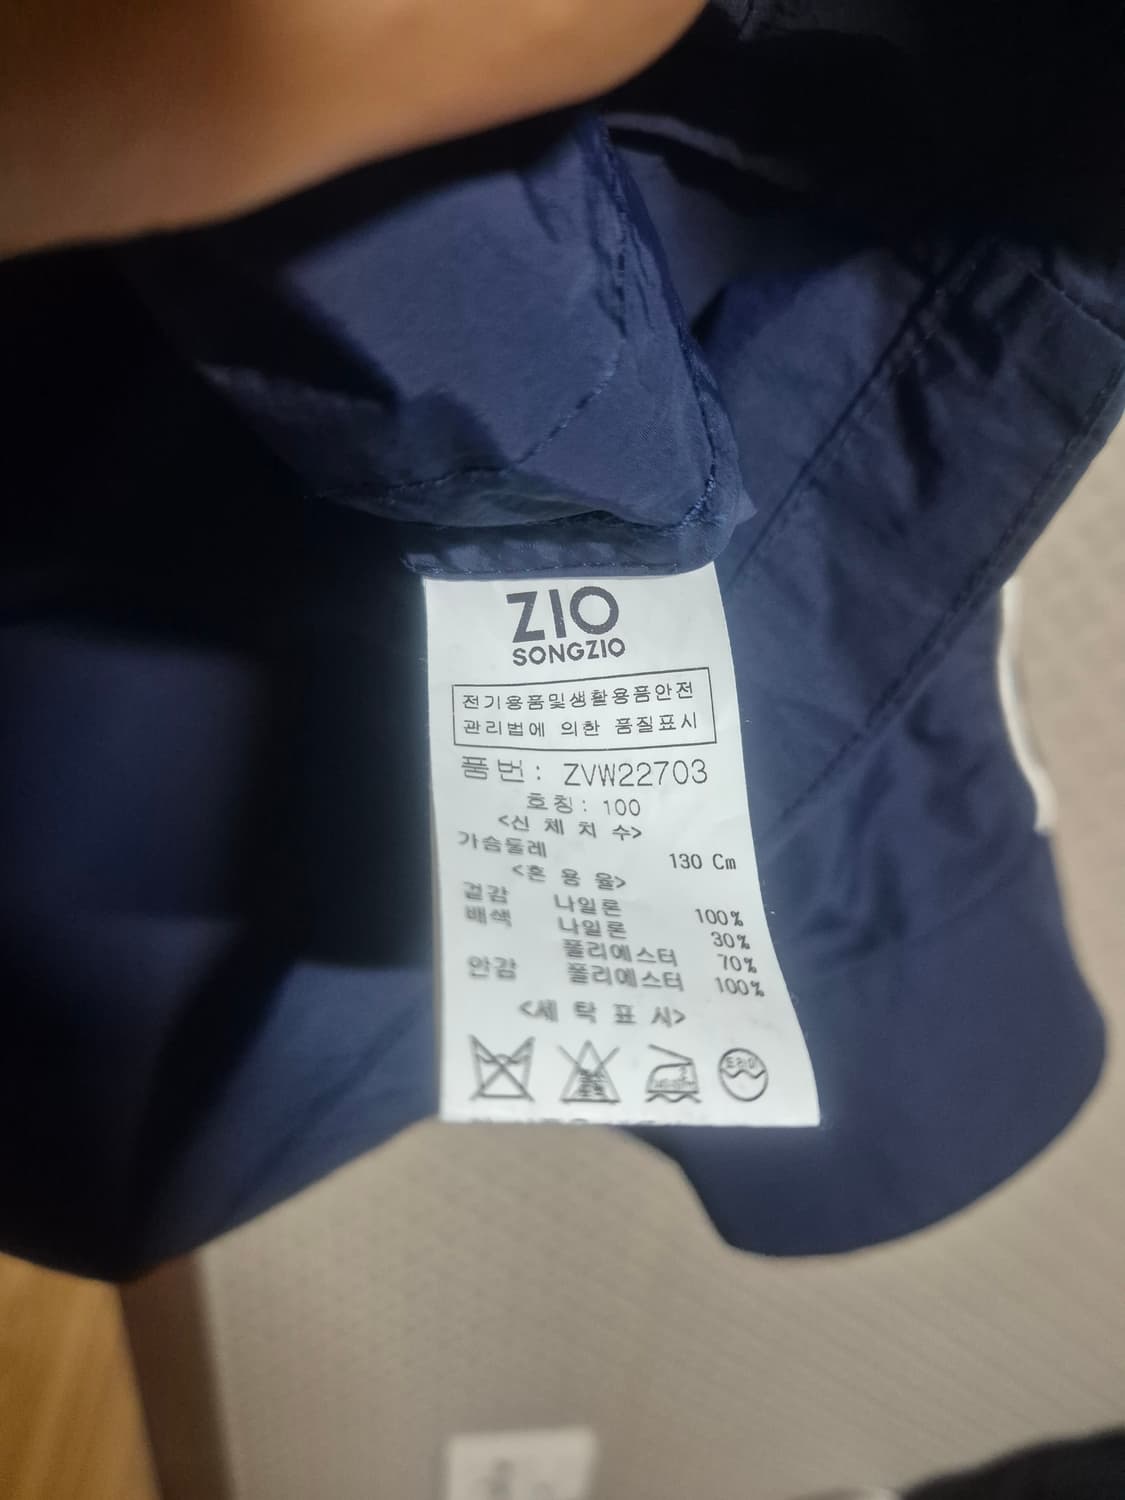 ZIO
SONGZIO
전기용품및생활용품안전
관리법에 의한 품질표시
품번: ZVW22703
호칭: 100
<신 체 치 수>
가슴둘레 130 Cm
<혼 용 율>
겉감 나일론 100%
배색 나일론 30%
폴리에스터 70%
안감 폴리에스터 100%
<세 탁 표 시>
드라이